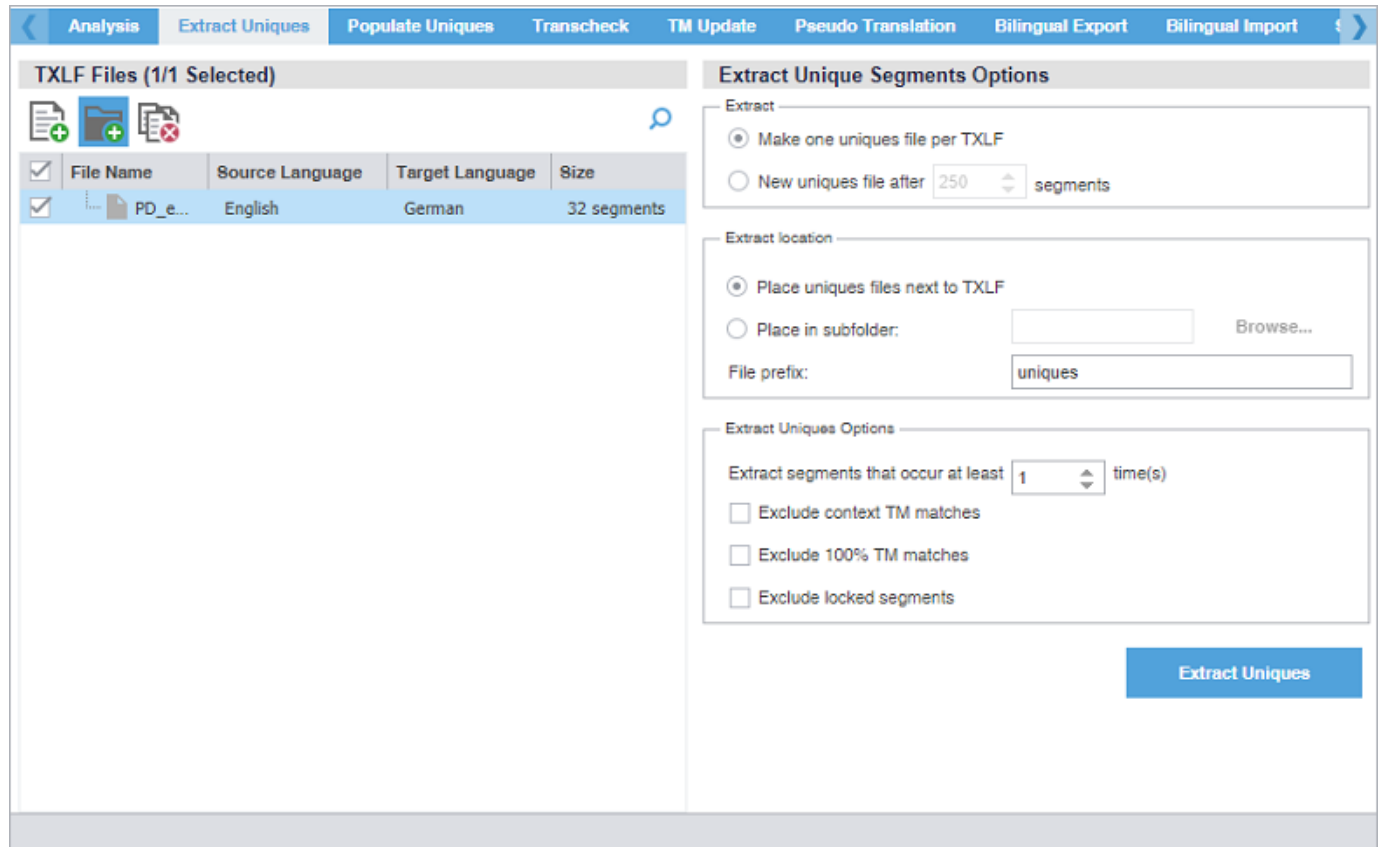 Analysis Extract Uniques Populate Uniques Transcheck TM Update Pseudo Translation Bilingual Export Bilingual Import
TXLF Files (1/1 Selected)
File Name Source Language Target Language Size
PD_e... English German 32 segments
Extract Unique Segments Options
Extract
Make one uniques file per TXLF
New uniques file after 250 segments
Extract location
Place uniques files next to TXLF
Place in subfolder: Browse...
File prefix: uniques
Extract Uniques Options
Extract segments that occur at least 1 time(s)
Exclude context TM matches
Exclude 100% TM matches
Exclude locked segments
Extract Uniques